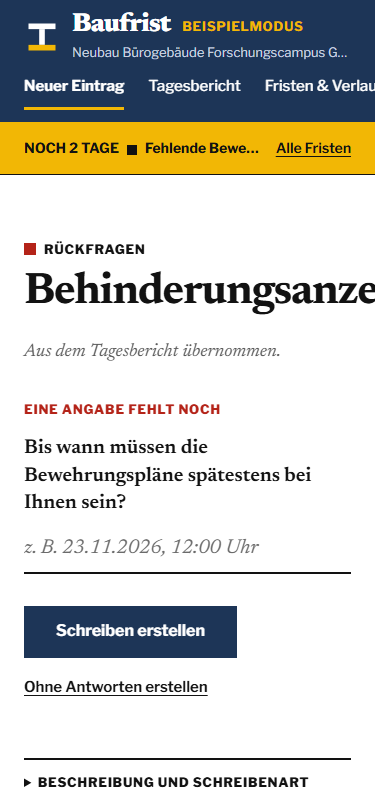 Baufrist BEISPIELMODUS
Neubau Bürogebäude Forschungscampus G...
Neuer Eintrag Tagesbericht Fristen & Verlau
NOCH 2 TAGE Fehlende Bewe... Alle Fristen
RÜCKFRAGEN
Behinderungsanze
Aus dem Tagesbericht übernommen.
EINE ANGABE FEHLT NOCH
Bis wann müssen die
Bewehrungspläne spätestens bei
Ihnen sein?
z. B. 23.11.2026, 12:00 Uhr
Schreiben erstellen
Ohne Antworten erstellen
BESCHREIBUNG UND SCHREIBENART